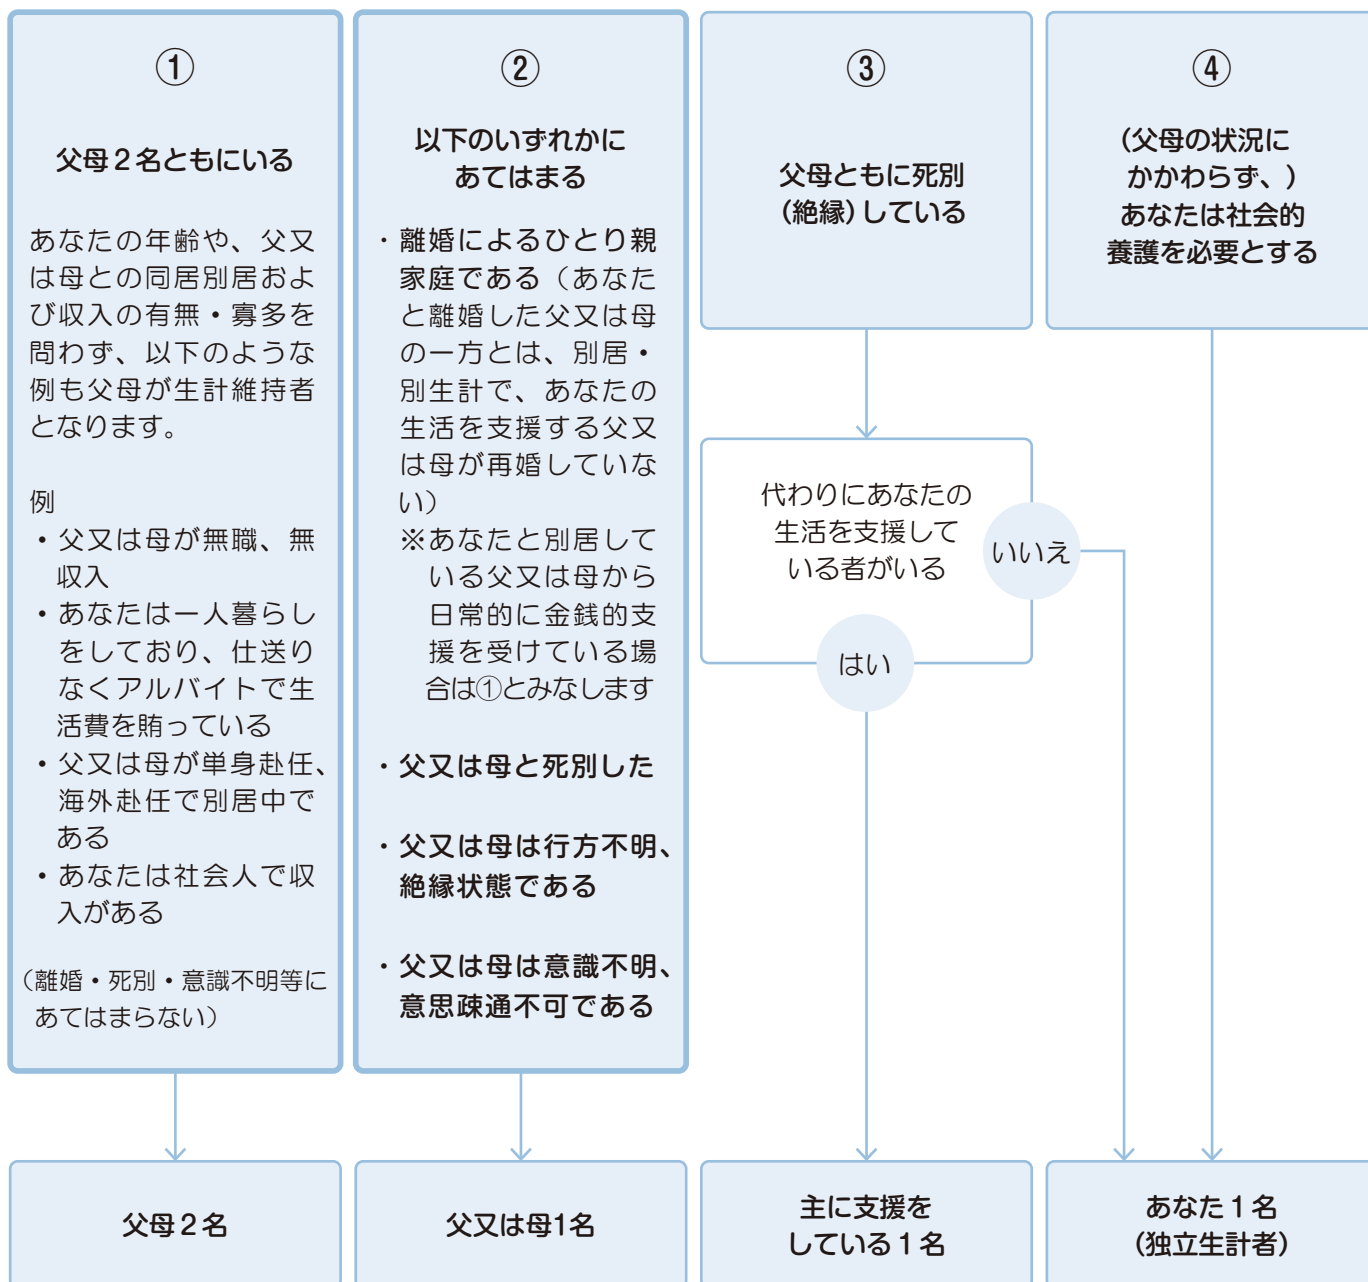 ①
父母２名ともにいる
あなたの年齢や、父又
は母との同居別居およ
び収入の有無・寡多を
問わず、以下のような
例も父母が生計維持者
となります。
例
・父又は母が無職、無
収入
・あなたは一人暮らし
をしており、仕送り
なくアルバイトで生
活費を賄っている
・父又は母が単身赴任、
海外赴任で別居中で
ある
・あなたは社会人で収
入がある
（離婚・死別・意識不明等に
あてはまらない）
父母２名
②
以下のいずれかに
あてはまる
・離婚によるひとり親
家庭である（あなた
と離婚した父又は母
の一方とは、別居・
別生計で、あなたの
生活を支援する父又
は母が再婚していな
い）
※あなたと別居して
いる父又は母から
日常的に金銭的支
援を受けている場
合は①とみなします
・父又は母と死別した
・父又は母は行方不明、
絶縁状態である
・父又は母は意識不明、
意思疎通不可である
父又は母1名
③
父母ともに死別
（絶縁）している
代わりにあなたの
生活を支援して
いる者がいる
いいえ
はい
主に支援を
している１名
④
（父母の状況に
かかわらず、）
あなたは社会的
養護を必要とする
あなた１名
（独立生計者）